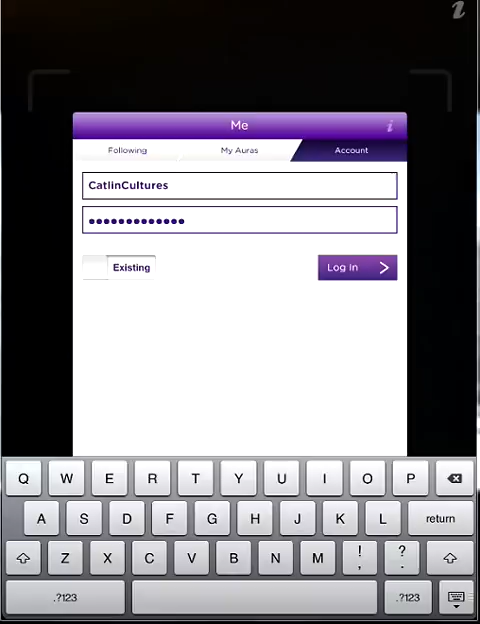 i
Me i
Following My Auras Account
CatlinCultures
•••••••••••••
Existing Log In
Q W E R T Y U I O P
A S D F G H J K L return
Z X C V B N M ! , ? .
.?123 .?123